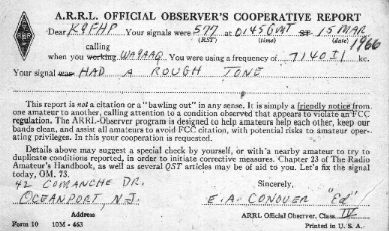 A.R.R.L. OFFICIAL OBSERVER'S COOPERATIVE REPORT
Dear K9FHP Your signals were 577 at 0145 GMT 15 MAR
(RST) (time) (date) 1966
calling
when you working WA9AAQ You were using a frequency of 7140 II kc.
Your signal HAD A ROUGH TONE
This report is not a citation or a "bawling out" in any sense. It is simply a friendly notice from
one amateur to another, calling attention to a condition observed that appears to violate an FCC
regulation. The ARRL-Observer program is designed to help amateurs help each other, keep our
bands clean, and assist all amateurs to avoid FCC citation, with potential risks to amateur oper-
ating privileges. In this your cooperation is requested.
Details above may suggest a special check by yourself, or with a nearby amateur to try to
duplicate conditions reported, in order to initiate corrective measures. Chapter 23 of The Radio
Amateur's Handbook, as well as several QST articles may be of aid to you. Let's fix the signal
today, OM. 73.
42 COMANCHE DR. Sincerely,
OCEANPORT, N.J. E. A. CONOVER "Ed"
Address ARRL Official Observer, Class IV
Form 10 10M - 663 Printed in U.S.A.